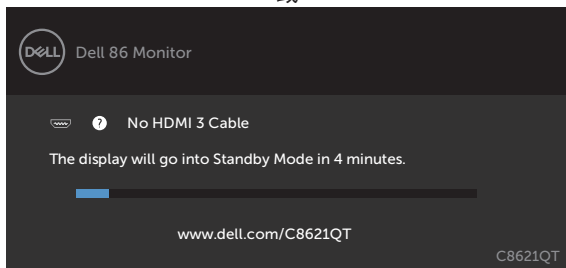 或
DELL
Dell 86 Monitor
? No HDMI 3 Cable
The display will go into Standby Mode in 4 minutes.
www.dell.com/C8621QT
C8621QT